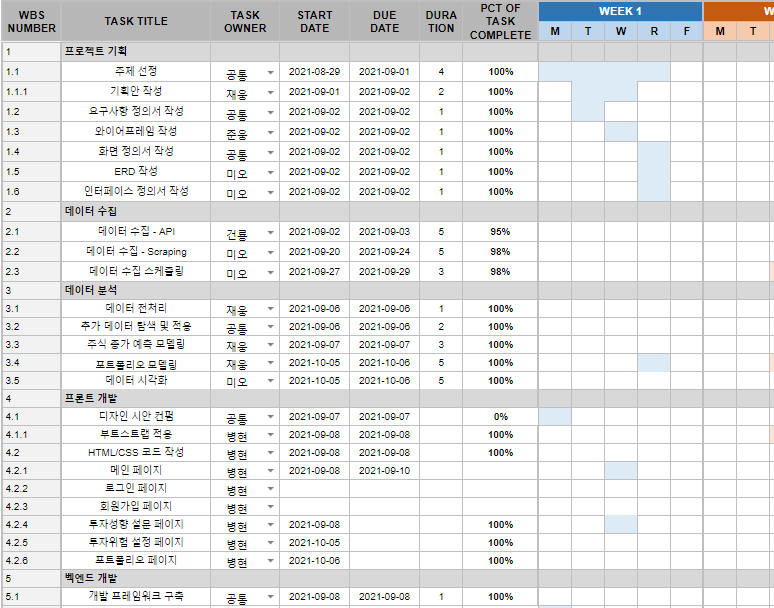 WBS NUMBER TASK TITLE TASK OWNER START DATE DUE DATE DURATION PCT OF TASK COMPLETE WEEK 1 W
M T W R F M T
1 프로젝트 기획
1.1 주제 선정 공통 2021-08-29 2021-09-01 4 100%
1.1.1 기획안 작성 재웅 2021-09-01 2021-09-02 2 100%
1.2 요구사항 정의서 작성 공통 2021-09-02 2021-09-02 1 100%
1.3 와이어프레임 작성 준웅 2021-09-02 2021-09-02 1 100%
1.4 화면 정의서 작성 공통 2021-09-02 2021-09-02 1 100%
1.5 ERD 작성 미오 2021-09-02 2021-09-02 1 100%
1.6 인터페이스 정의서 작성 미오 2021-09-02 2021-09-02 1 100%
2 데이터 수집
2.1 데이터 수집 - API 건룡 2021-09-02 2021-09-03 5 95%
2.2 데이터 수집 - Scraping 미오 2021-09-20 2021-09-24 5 98%
2.3 데이터 수집 스케줄링 미오 2021-09-27 2021-09-29 3 98%
3 데이터 분석
3.1 데이터 전처리 재웅 2021-09-06 2021-09-06 1 100%
3.2 추가 데이터 탐색 및 적용 공통 2021-09-06 2021-09-06 2 100%
3.3 주식 종가 예측 모델링 재웅 2021-09-07 2021-09-07 3 100%
3.4 포트폴리오 모델링 재웅 2021-10-05 2021-10-06 5 100%
3.5 데이터 시각화 미오 2021-10-05 2021-10-06 5 100%
4 프론트 개발
4.1 디자인 시안 컨펌 공통 2021-09-07 2021-09-07 0%
4.1.1 부트스트랩 적용 병현 2021-09-08 2021-09-08 100%
4.2 HTML/CSS 코드 작성 병현 2021-09-08 2021-09-08 100%
4.2.1 메인 페이지 병현 2021-09-08 2021-09-10
4.2.2 로그인 페이지 병현
4.2.3 회원가입 페이지 병현
4.2.4 투자성향 설문 페이지 병현 2021-09-08 100%
4.2.5 투자위험 설정 페이지 병현 2021-10-05 100%
4.2.6 포트폴리오 페이지 병현 2021-10-06 100%
5 벡엔드 개발
5.1 개발 프레임워크 구축 공통 2021-09-08 2021-09-08 1 100%